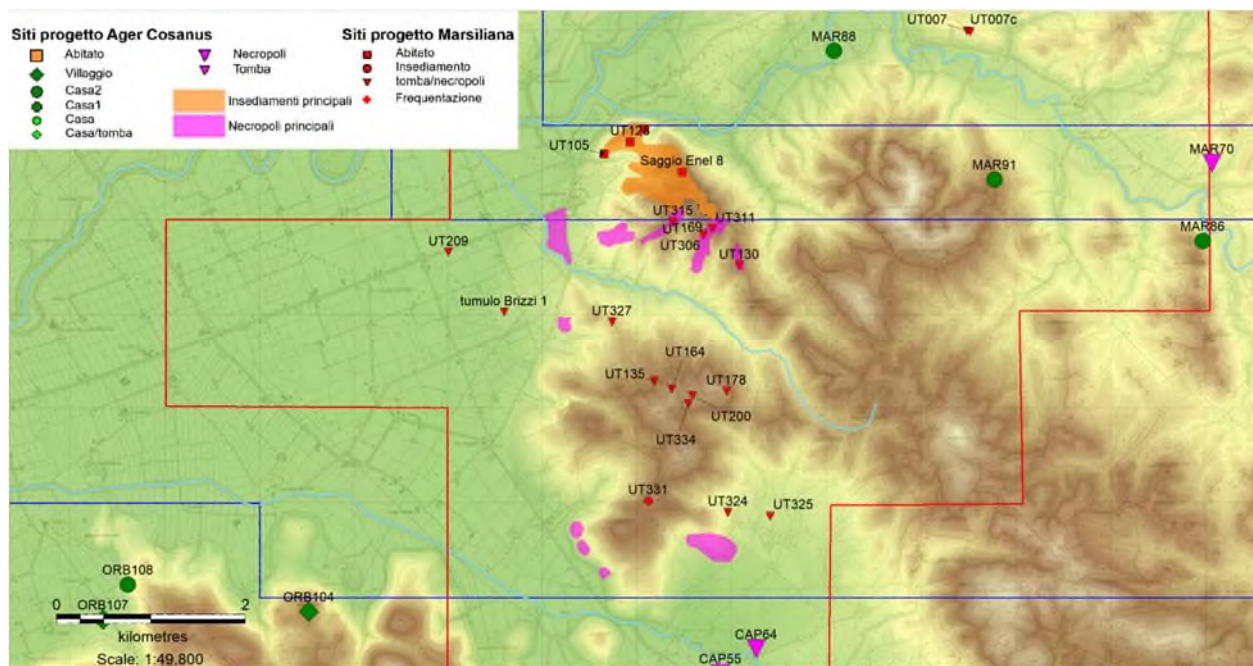 Siti progetto Ager Cosanus
Abitato
Villaggio
Casa2
Casa1
Casa
Casa/tomba
Necropoli
Tomba
Insediamenti principali
Necropoli principali
Siti progetto Marsiliana
Abitato
Insediamento
tomba/necropoli
Frequentazione
UT007 UT007c
MAR88
UT128
UT105
Saggio Enel 8
MAR91
MAR70
UT315
UT311
UT169
MAR86
UT306
UT209
UT130
tumulo Brizzi 1
UT327
UT164
UT135
UT178
UT200
UT334
UT331
UT324
UT325
ORB108
ORB107
ORB104
0 2
kilometres
Scale: 1:49,800
CAP64
CAP55